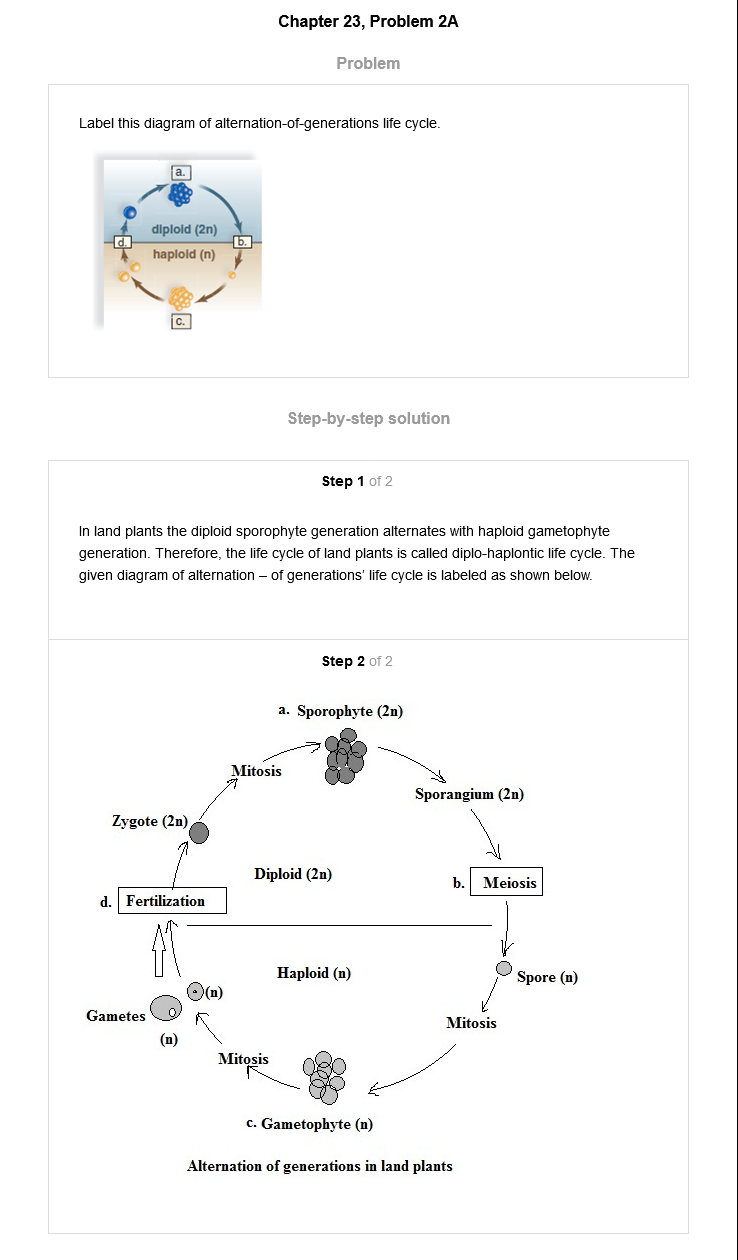 Chapter 23, Problem 2A
Problem
Label this diagram of alternation-of-generations life cycle.
a.
diploid (2n)
d.
b.
haploid (n)
c.
Step-by-step solution
Step 1 of 2
In land plants the diploid sporophyte generation alternates with haploid gametophyte
generation. Therefore, the life cycle of land plants is called diplo-haplontic life cycle. The
given diagram of alternation – of generations' life cycle is labeled as shown below.
Step 2 of 2
a. Sporophyte (2n)
Mitosis
Sporangium (2n)
Zygote (2n)
Diploid (2n)
b. Meiosis
d. Fertilization
Haploid (n)
Spore (n)
(n)
Gametes
Mitosis
(n)
Mitosis
c. Gametophyte (n)
Alternation of generations in land plants